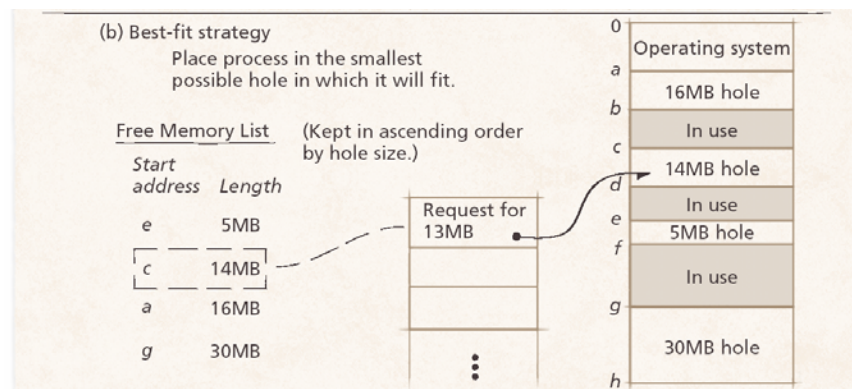 (b) Best-fit strategy
Place process in the smallest
possible hole in which it will fit.
Free Memory List
(Kept in ascending order
by hole size.)
Start
address Length
e 5MB
c 14MB
a 16MB
g 30MB
Request for
13MB
0
Operating system
a
16MB hole
b
In use
c
14MB hole
d
In use
e
5MB hole
f
In use
g
30MB hole
h